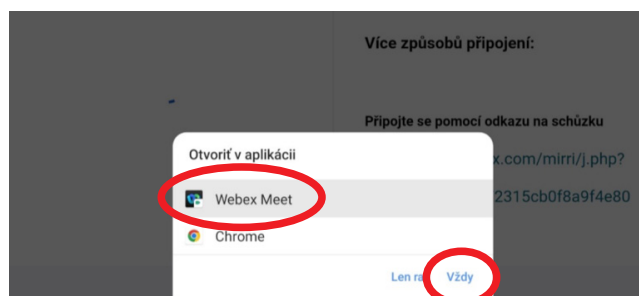 Více způsobů připojení:
Připojte se pomocí odkazu na schůzku
x.com/mirri/j.php?
2315cb0f8a9f4e80
Otvoriť v aplikácii
Webex Meet
Chrome
Len Vždy